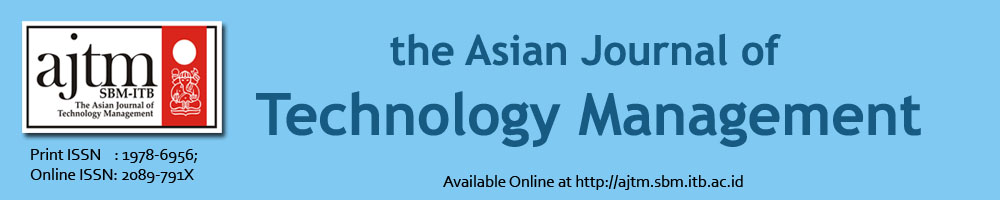 ajtm
SBM-ITB
The Asian Journal of
Technology Management
Print ISSN : 1978-6956;
Online ISSN: 2089-791X
the Asian Journal of
Technology Management
Available Online at http://ajtm.sbm.itb.ac.id